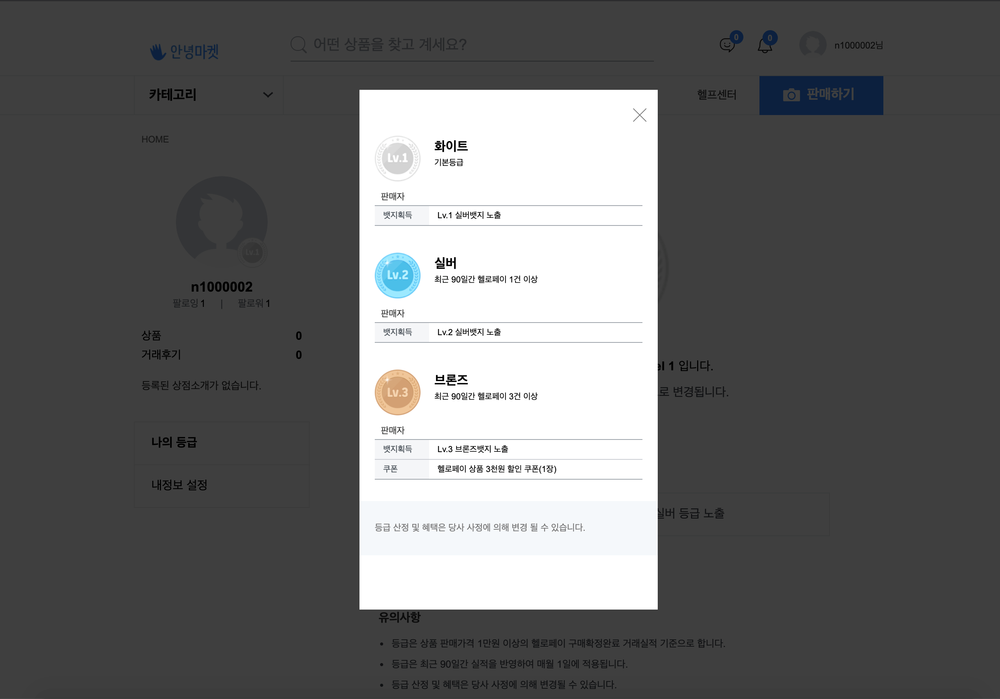 안녕마켓
어떤 상품을 찾고 계세요?
0
0
n1000002님
카테고리
헬프센터
판매하기
HOME
Lv.1
n1000002
팔로잉 1 | 팔로워 1
상품 0
거래후기 0
등록된 상점소개가 없습니다.
나의 등급
내정보 설정
Lv.1
화이트
기본등급
판매자
뱃지획득 Lv.1 실버뱃지 노출
Lv.2
실버
최근 90일간 헬로페이 1건 이상
판매자
뱃지획득 Lv.2 실버뱃지 노출
Lv.3
브론즈
최근 90일간 헬로페이 3건 이상
판매자
뱃지획득 Lv.3 브론즈뱃지 노출
쿠폰 헬로페이 상품 3천원 할인 쿠폰(1장)
등급 산정 및 혜택은 당사 사정에 의해 변경 될 수 있습니다.
el 1 입니다.
로 변경됩니다.
실버 등급 노출
유의사항
• 등급은 상품 판매가격 1만원 이상의 헬로페이 구매확정완료 거래실적 기준으로 합니다.
• 등급은 최근 90일간 실적을 반영하여 매월 1일에 적용됩니다.
• 등급 산정 및 혜택은 당사 사정에 의해 변경될 수 있습니다.